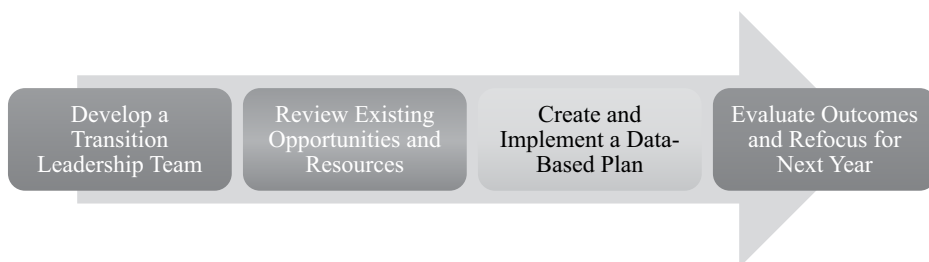 Develop a
Transition
Leadership Team
Review Existing
Opportunities and
Resources
Create and
Implement a Data-
Based Plan
Evaluate Outcomes
and Refocus for
Next Year